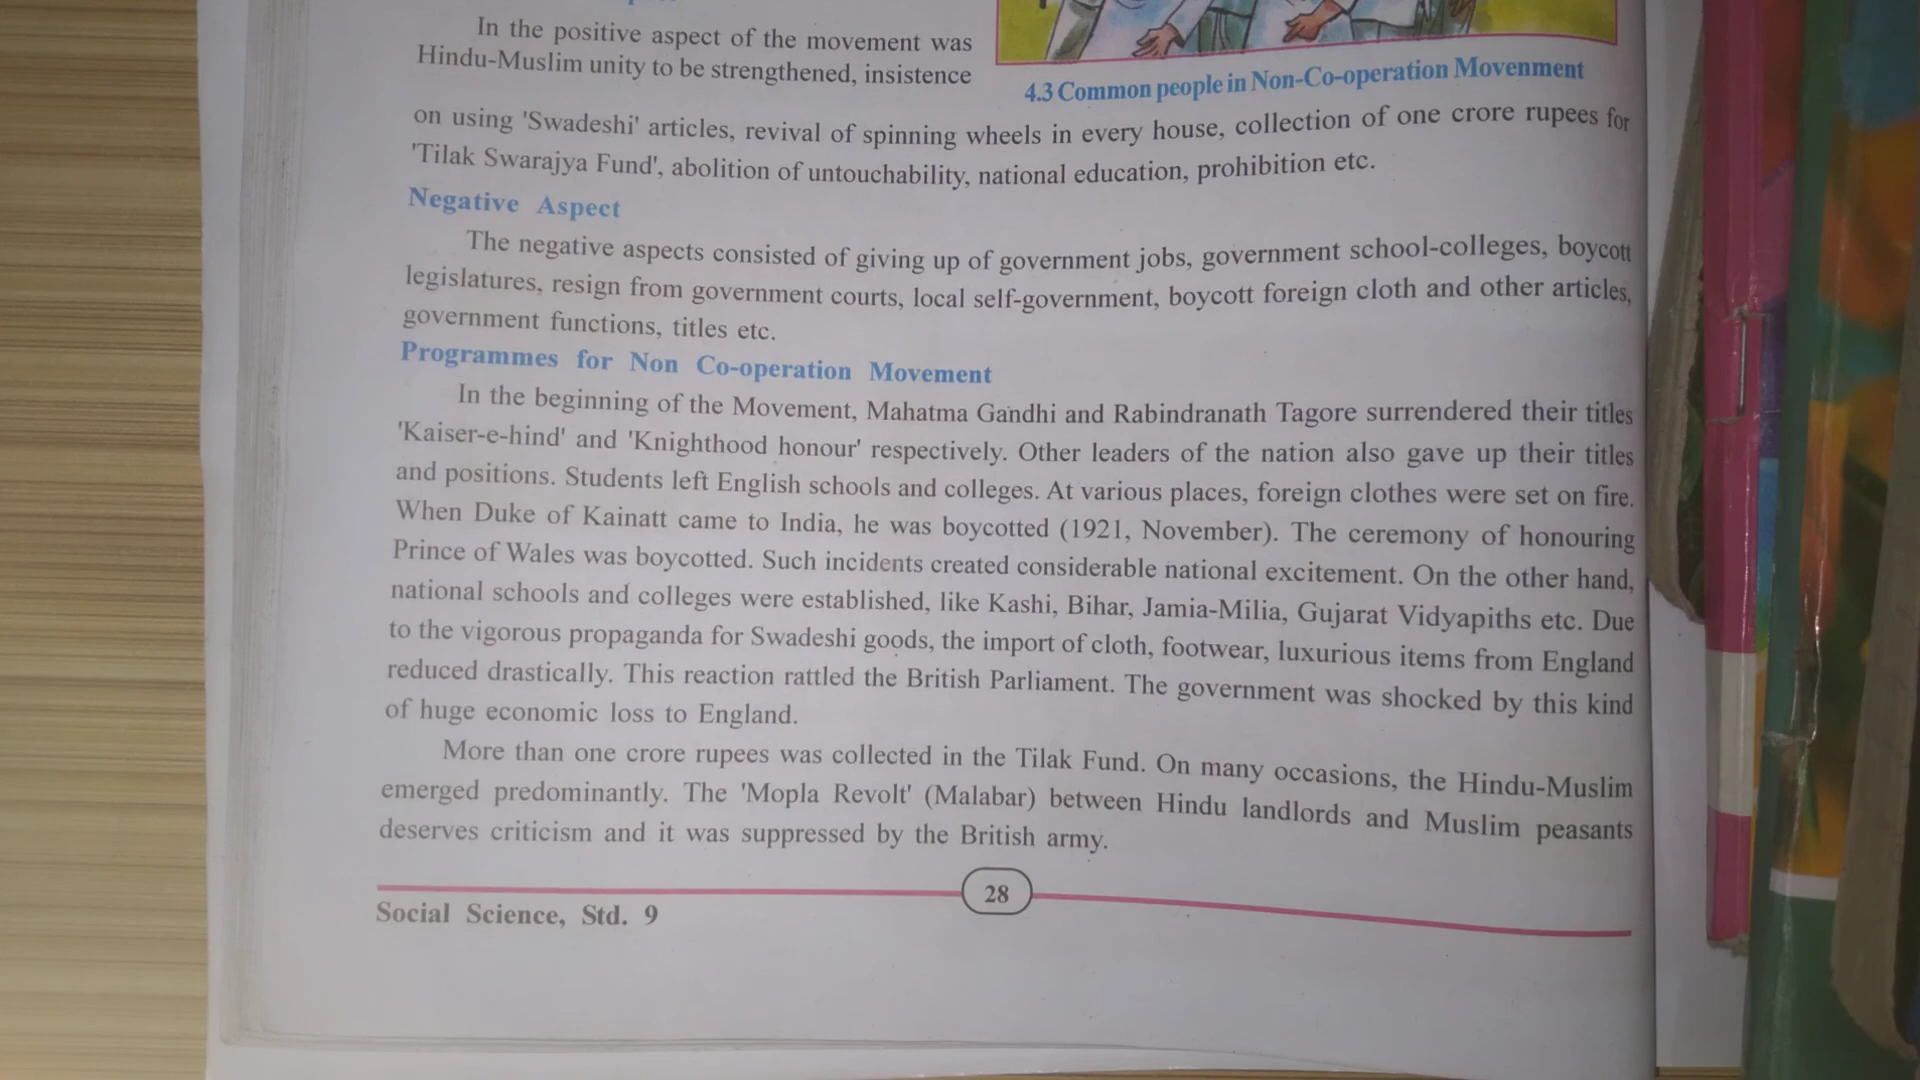 In the positive aspect of the movement was
Hindu-Muslim unity to be strengthened, insistence
4.3 Common people in Non-Co-operation Movenment
on using 'Swadeshi' articles, revival of spinning wheels in every house, collection of one crore rupees for
'Tilak Swarajya Fund', abolition of untouchability, national education, prohibition etc.
Negative Aspect
The negative aspects consisted of giving up of government jobs, government school-colleges, boycott
legislatures, resign from government courts, local self-government, boycott foreign cloth and other articles,
government functions, titles etc.
Programmes for Non Co-operation Movement
In the beginning of the Movement, Mahatma Gandhi and Rabindranath Tagore surrendered their titles
'Kaiser-e-hind' and 'Knighthood honour' respectively. Other leaders of the nation also gave up their titles
and positions. Students left English schools and colleges. At various places, foreign clothes were set on fire.
When Duke of Kainatt came to India, he was boycotted (1921, November). The ceremony of honouring
Prince of Wales was boycotted. Such incidents created considerable national excitement. On the other hand,
national schools and colleges were established, like Kashi, Bihar, Jamia-Milia, Gujarat Vidyapiths etc. Due
to the vigorous propaganda for Swadeshi goods, the import of cloth, footwear, luxurious items from England
reduced drastically. This reaction rattled the British Parliament. The government was shocked by this kind
of huge economic loss to England.
More than one crore rupees was collected in the Tilak Fund. On many occasions, the Hindu-Muslim
emerged predominantly. The 'Mopla Revolt' (Malabar) between Hindu landlords and Muslim peasants
deserves criticism and it was suppressed by the British army.
28
Social Science, Std. 9